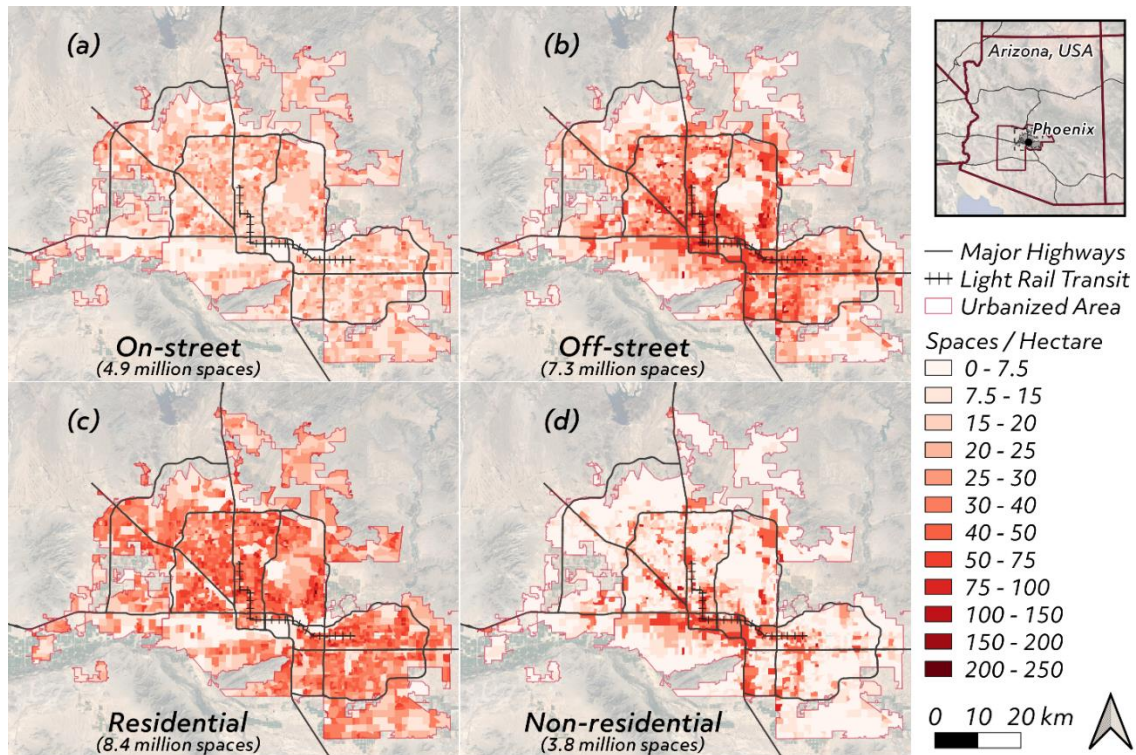 (a)
On-street
(4.9 million spaces)
(b)
Off-street
(7.3 million spaces)
(c)
Residential
(8.4 million spaces)
(d)
Non-residential
(3.8 million spaces)
Arizona, USA
Phoenix
Major Highways
Light Rail Transit
Urbanized Area
Spaces / Hectare
0 - 7.5
7.5 - 15
15 - 20
20 - 25
25 - 30
30 - 40
40 - 50
50 - 75
75 - 100
100 - 150
150 - 200
200 - 250
0 10 20 km